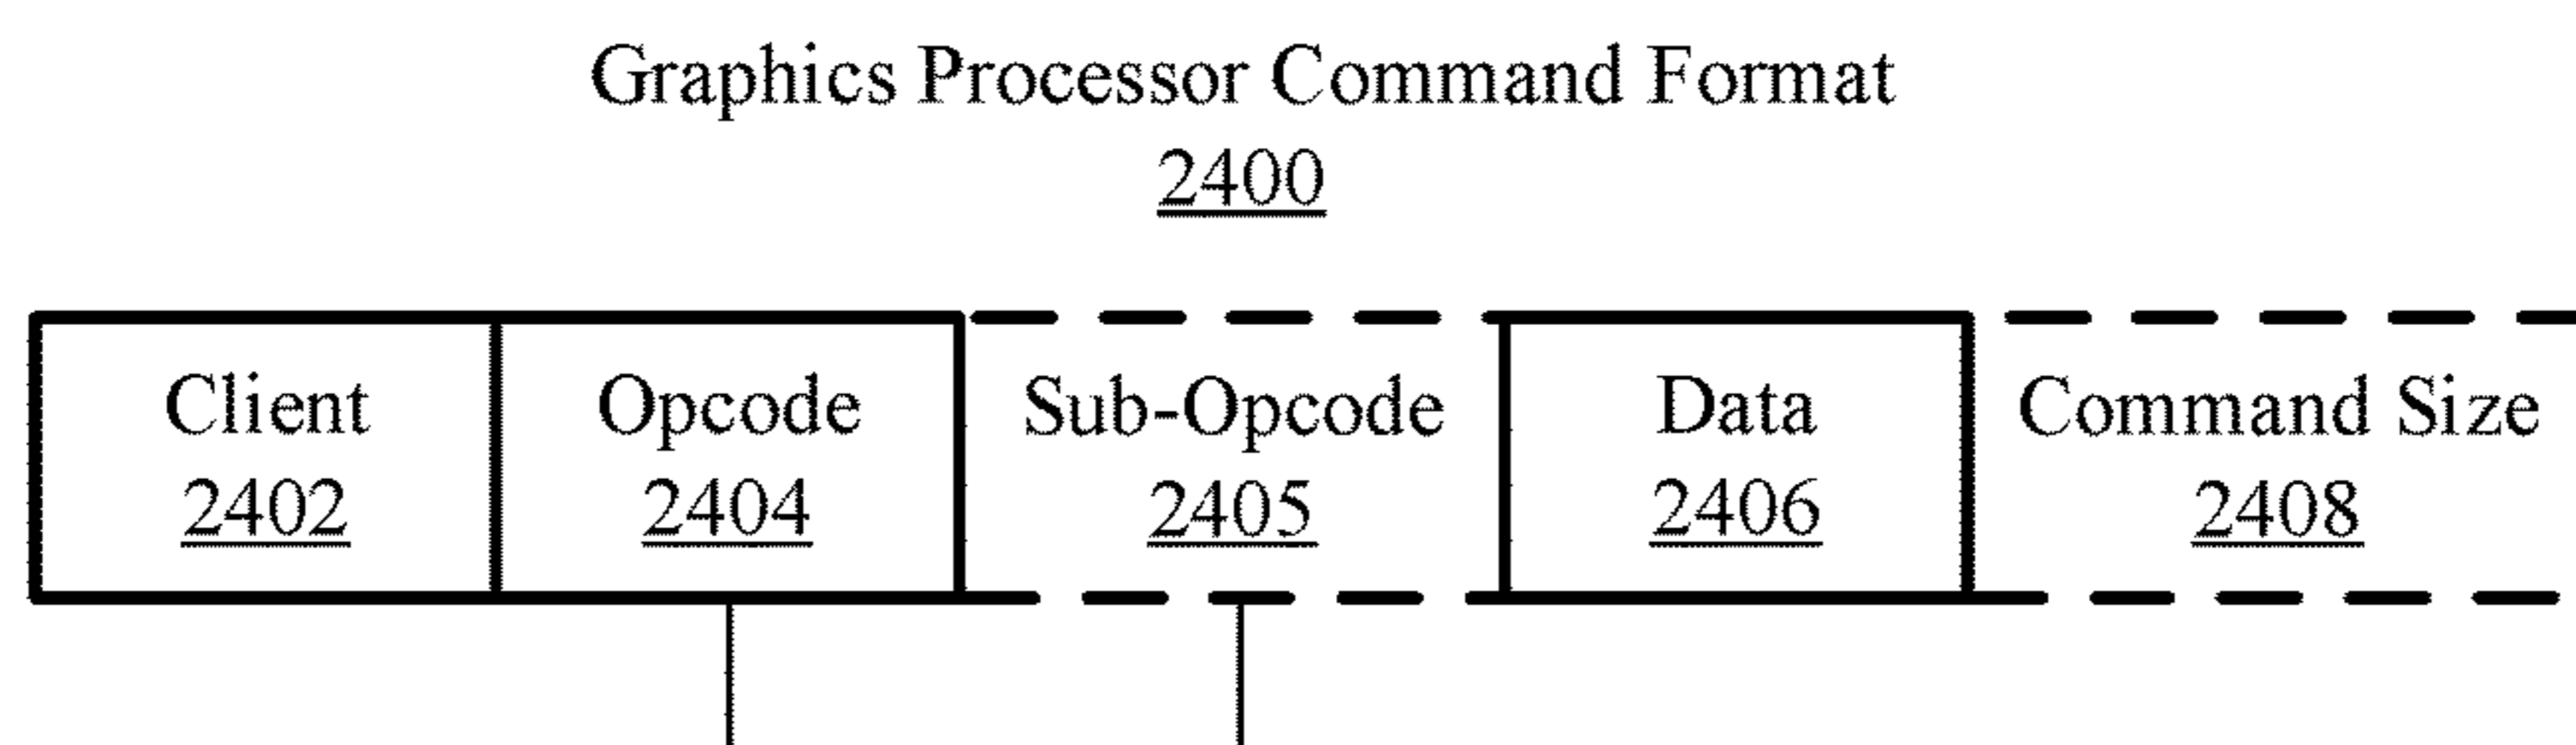 Graphics Processor Command Format
2400
Client
2402
Opcode
2404
Sub-Opcode
2405
Data
2406
Command Size
2408